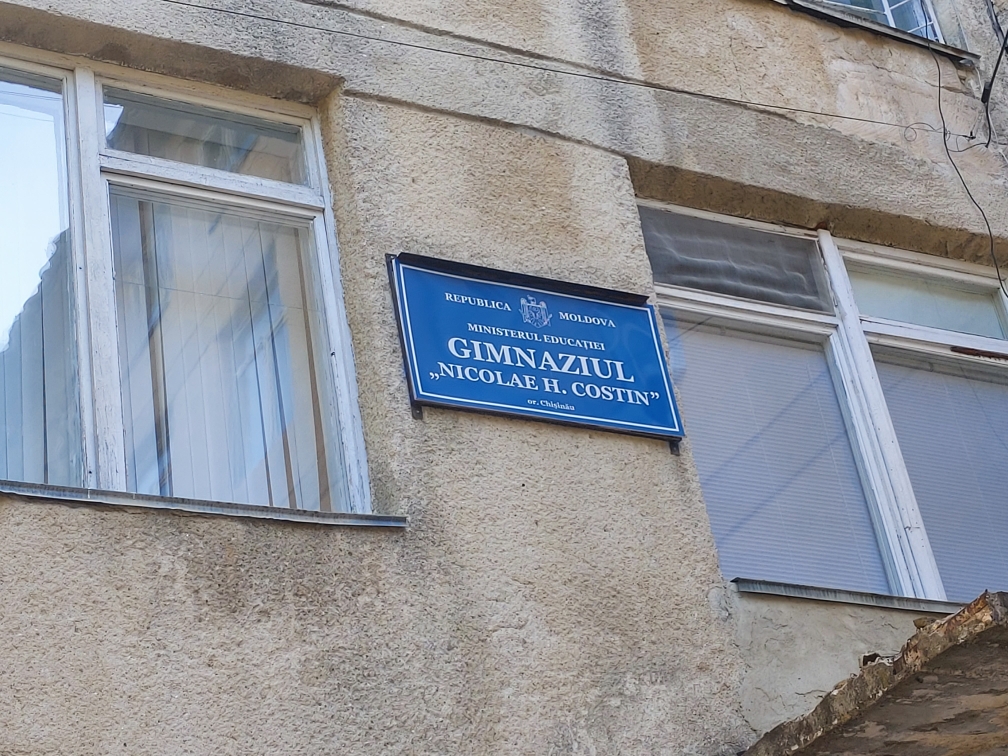 REPUBLICA MOLDOVA
MINISTERUL EDUCAȚIEI
GIMNAZIUL
„NICOLAE H. COSTIN”
or. Chișinău